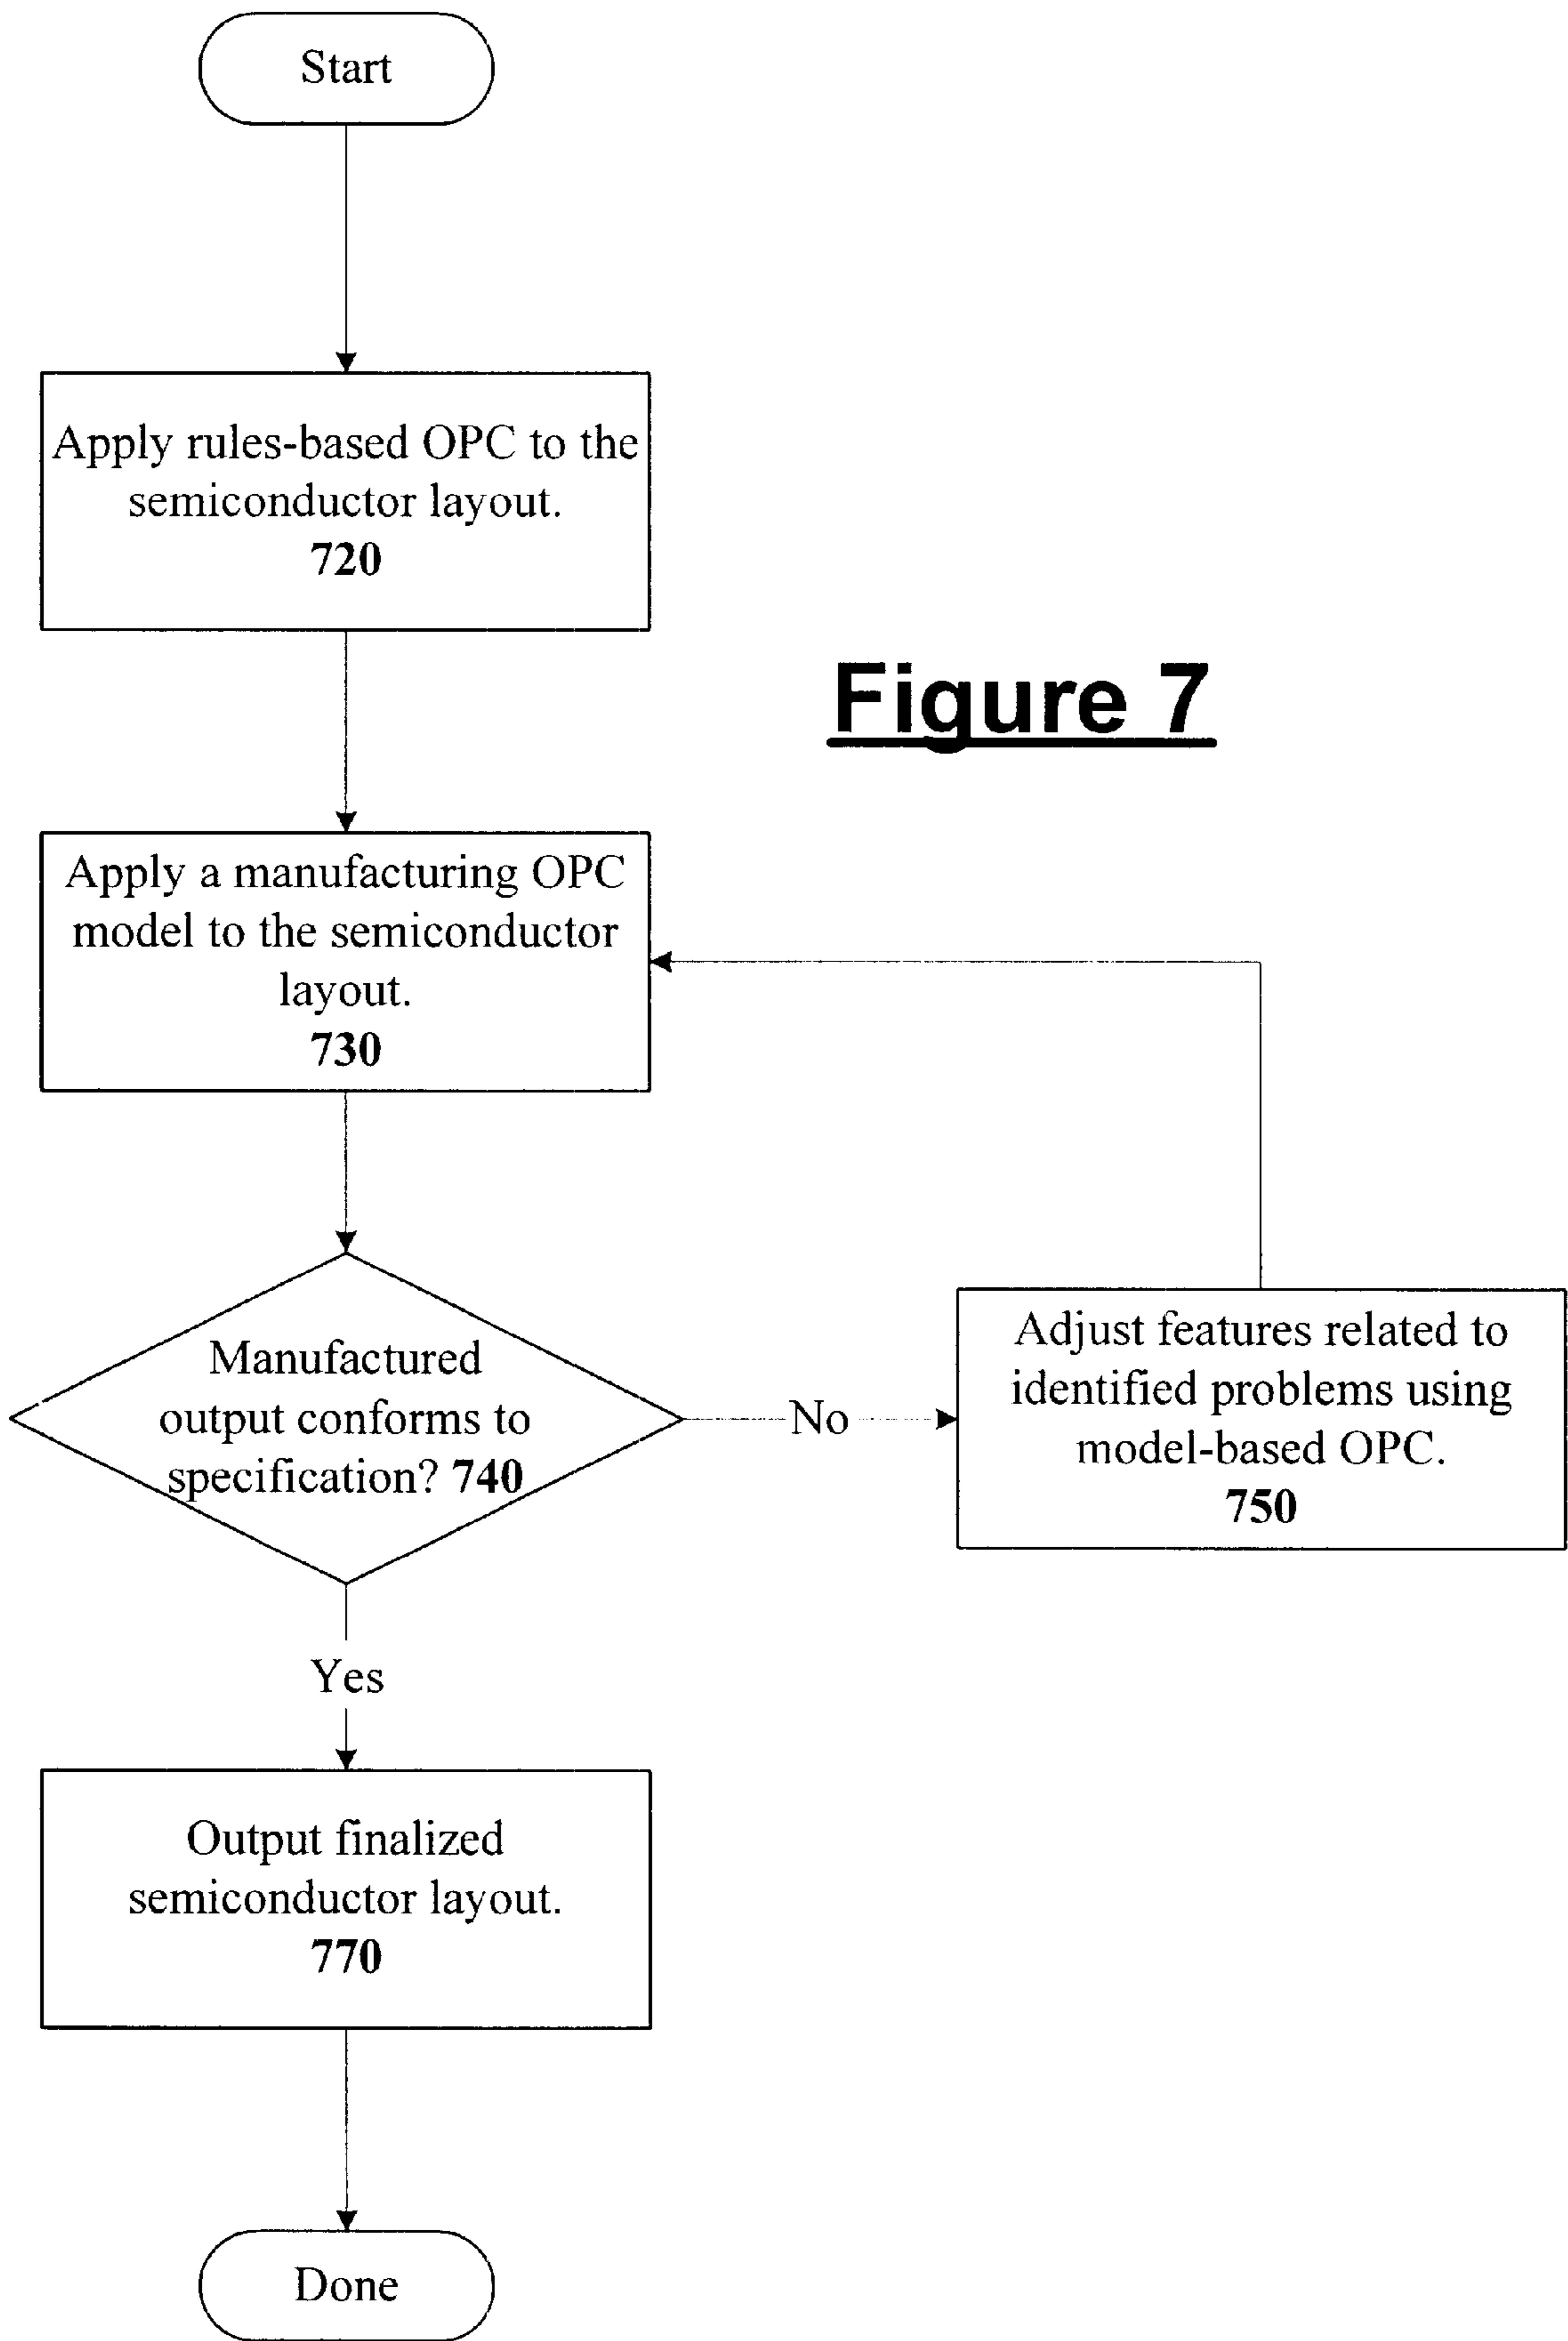 Start
Apply rules-based OPC to the
semiconductor layout.
720
Figure 7
Apply a manufacturing OPC
model to the semiconductor
layout.
730
Manufactured
output conforms to
specification? 740
No
Adjust features related to
identified problems using
model-based OPC.
750
Yes
Output finalized
semiconductor layout.
770
Done